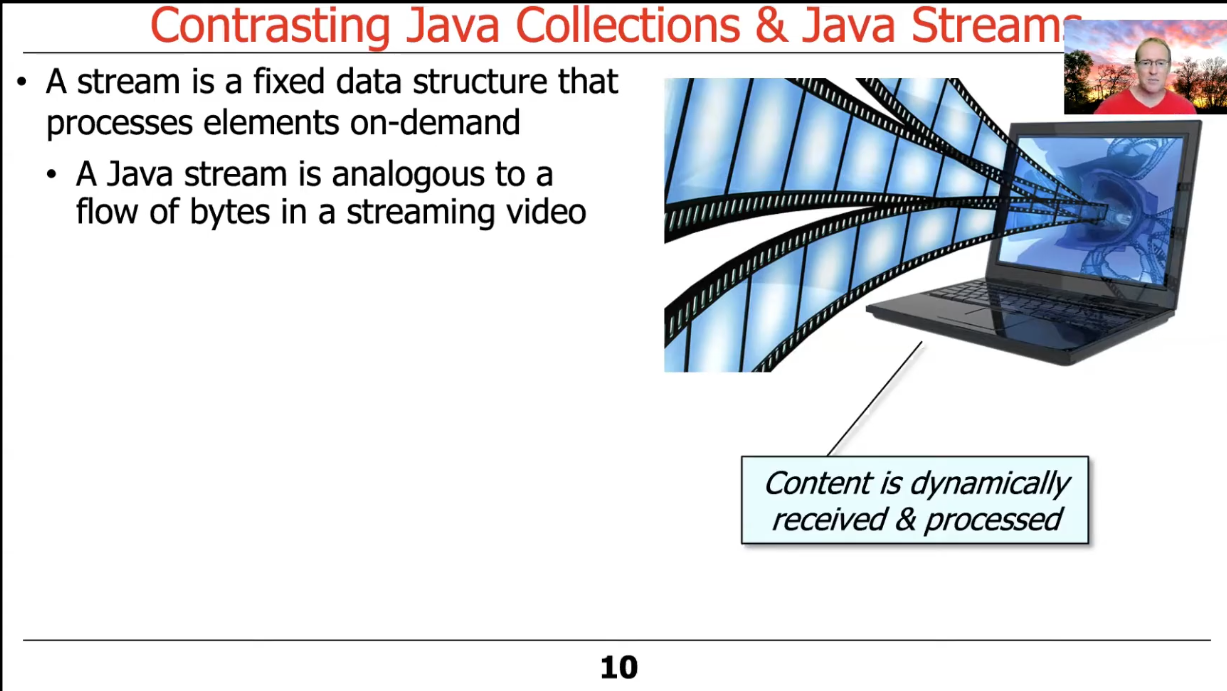 Contrasting Java Collections & Java Streams
• A stream is a fixed data structure that
processes elements on-demand
• A Java stream is analogous to a
flow of bytes in a streaming video
Content is dynamically
received & processed
10